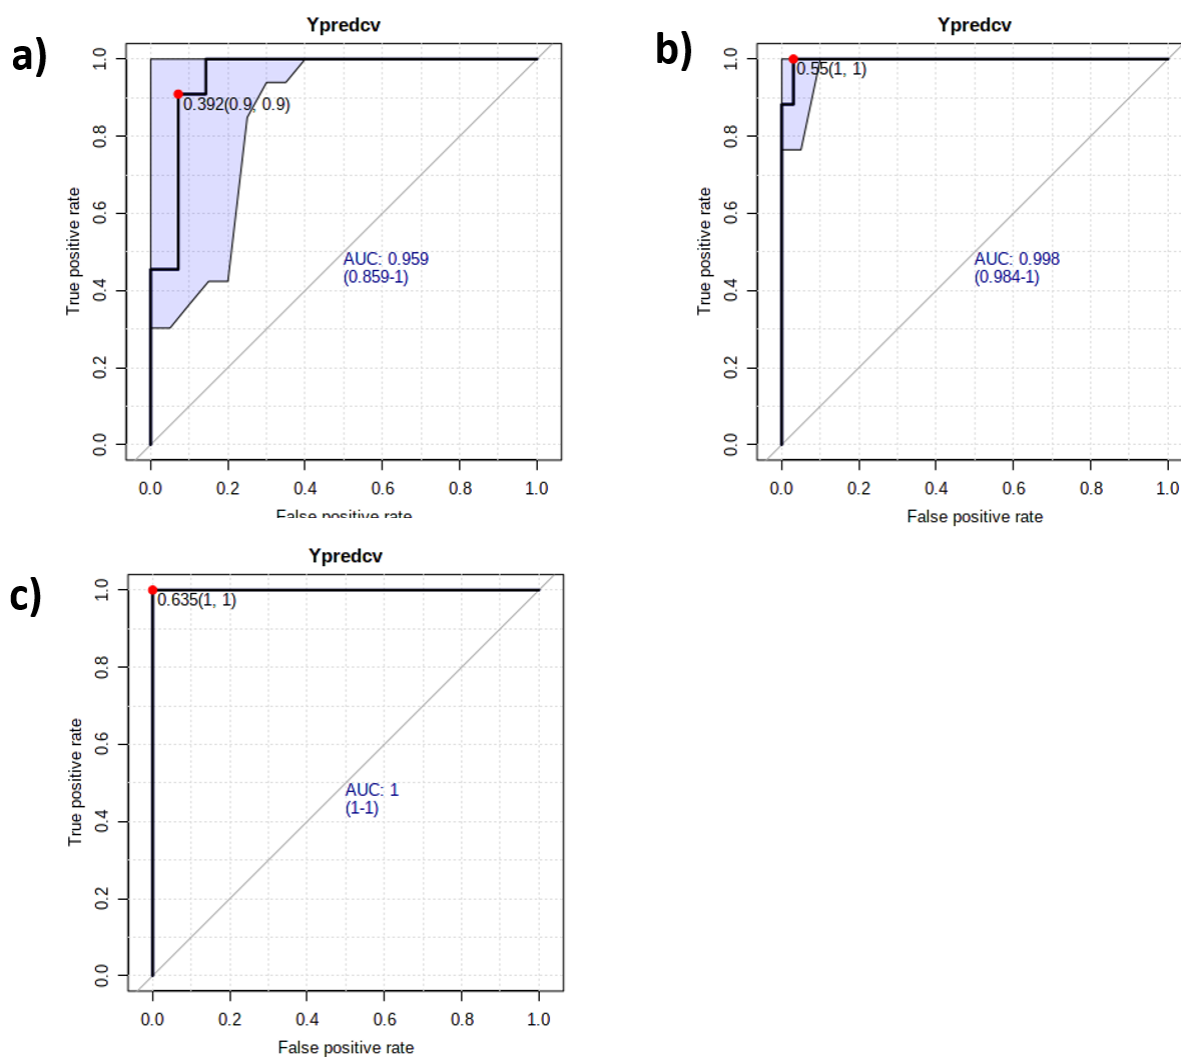 a)
Ypredcv
1.0
0.8
0.6
0.4
0.2
0.0
True positive rate
0.392(0.9, 0.9)
AUC: 0.959
(0.859-1)
0.0 0.2 0.4 0.6 0.8 1.0
False positive rate
b)
Ypredcv
1.0
0.8
0.6
0.4
0.2
0.0
True positive rate
0.55(1, 1)
AUC: 0.998
(0.984-1)
0.0 0.2 0.4 0.6 0.8 1.0
False positive rate
c)
Ypredcv
1.0
0.8
0.6
0.4
0.2
0.0
True positive rate
0.635(1, 1)
AUC: 1
(1-1)
0.0 0.2 0.4 0.6 0.8 1.0
False positive rate